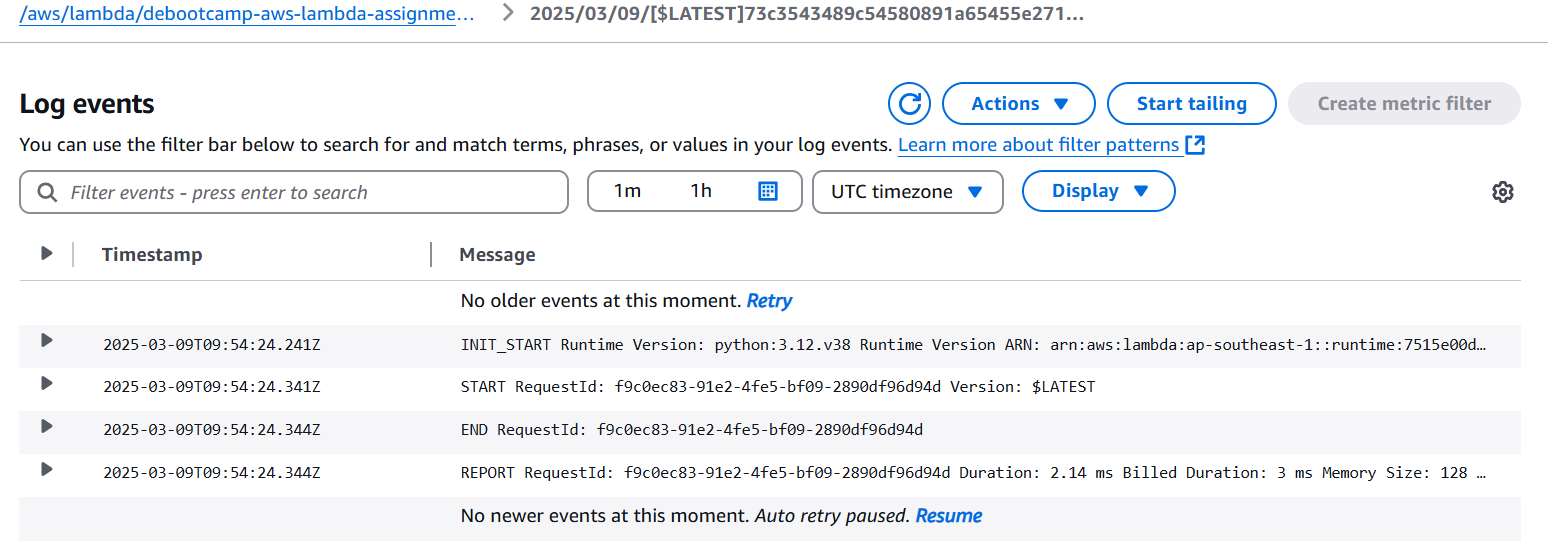 /aws/lambda/debootcamp-aws-lambda-assignme... > 2025/03/09/[$LATEST]73c3543489c54580891a65455e271...
Log events
Actions Start tailing Create metric filter
You can use the filter bar below to search for and match terms, phrases, or values in your log events. Learn more about filter patterns
Filter events - press enter to search 1m 1h UTC timezone Display
Timestamp Message
No older events at this moment. Retry
2025-03-09T09:54:24.241Z INIT_START Runtime Version: python:3.12.v38 Runtime Version ARN: arn:aws:lambda:ap-southeast-1::runtime:7515e00d…
2025-03-09T09:54:24.341Z START RequestId: f9c0ec83-91e2-4fe5-bf09-2890df96d94d Version: $LATEST
2025-03-09T09:54:24.344Z END RequestId: f9c0ec83-91e2-4fe5-bf09-2890df96d94d
2025-03-09T09:54:24.344Z REPORT RequestId: f9c0ec83-91e2-4fe5-bf09-2890df96d94d Duration: 2.14 ms Billed Duration: 3 ms Memory Size: 128 …
No newer events at this moment. Auto retry paused. Resume